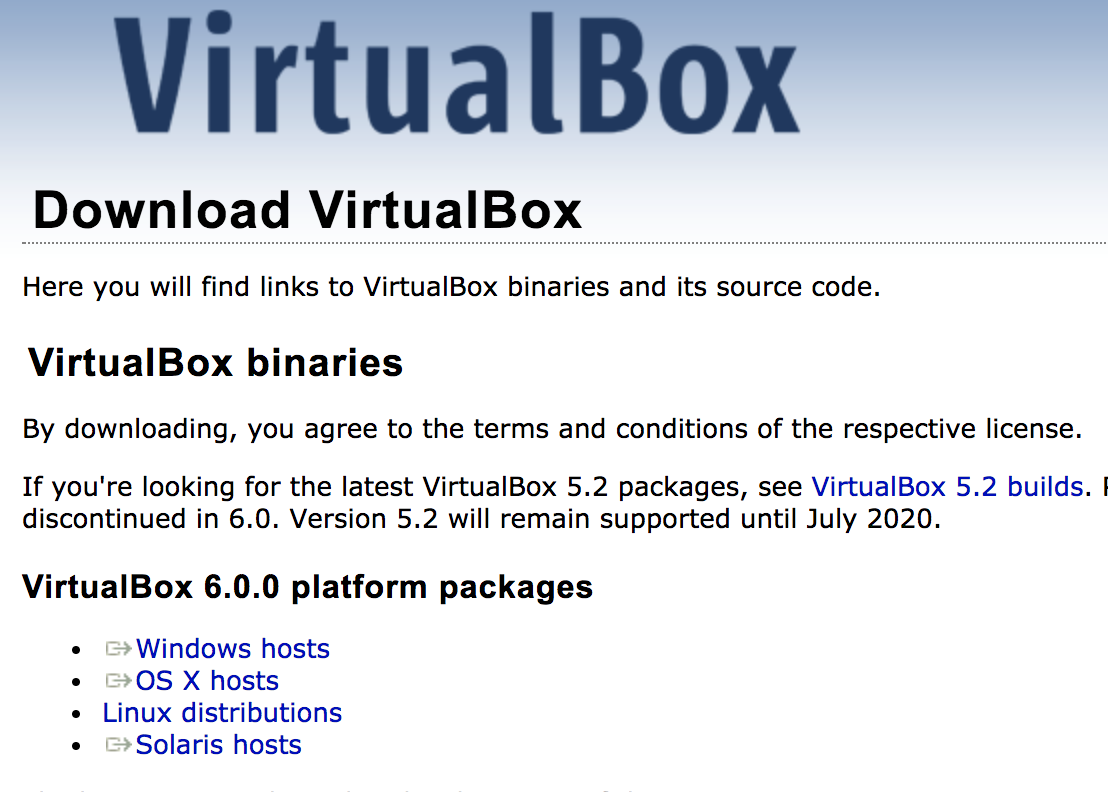 VirtualBox
Download VirtualBox
Here you will find links to VirtualBox binaries and its source code.
VirtualBox binaries
By downloading, you agree to the terms and conditions of the respective license.
If you're looking for the latest VirtualBox 5.2 packages, see VirtualBox 5.2 builds.
discontinued in 6.0. Version 5.2 will remain supported until July 2020.
VirtualBox 6.0.0 platform packages
• Windows hosts
• OS X hosts
• Linux distributions
• Solaris hosts